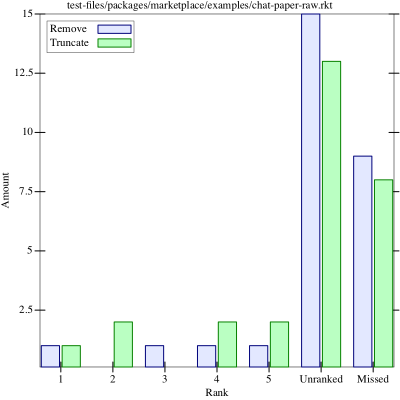 test-files/packages/marketplace/examples/chat-paper-raw.rkt
Remove
Truncate
15
12.5
10
7.5
5
2.5
Amount
1 2 3 4 5 Unranked Missed
Rank